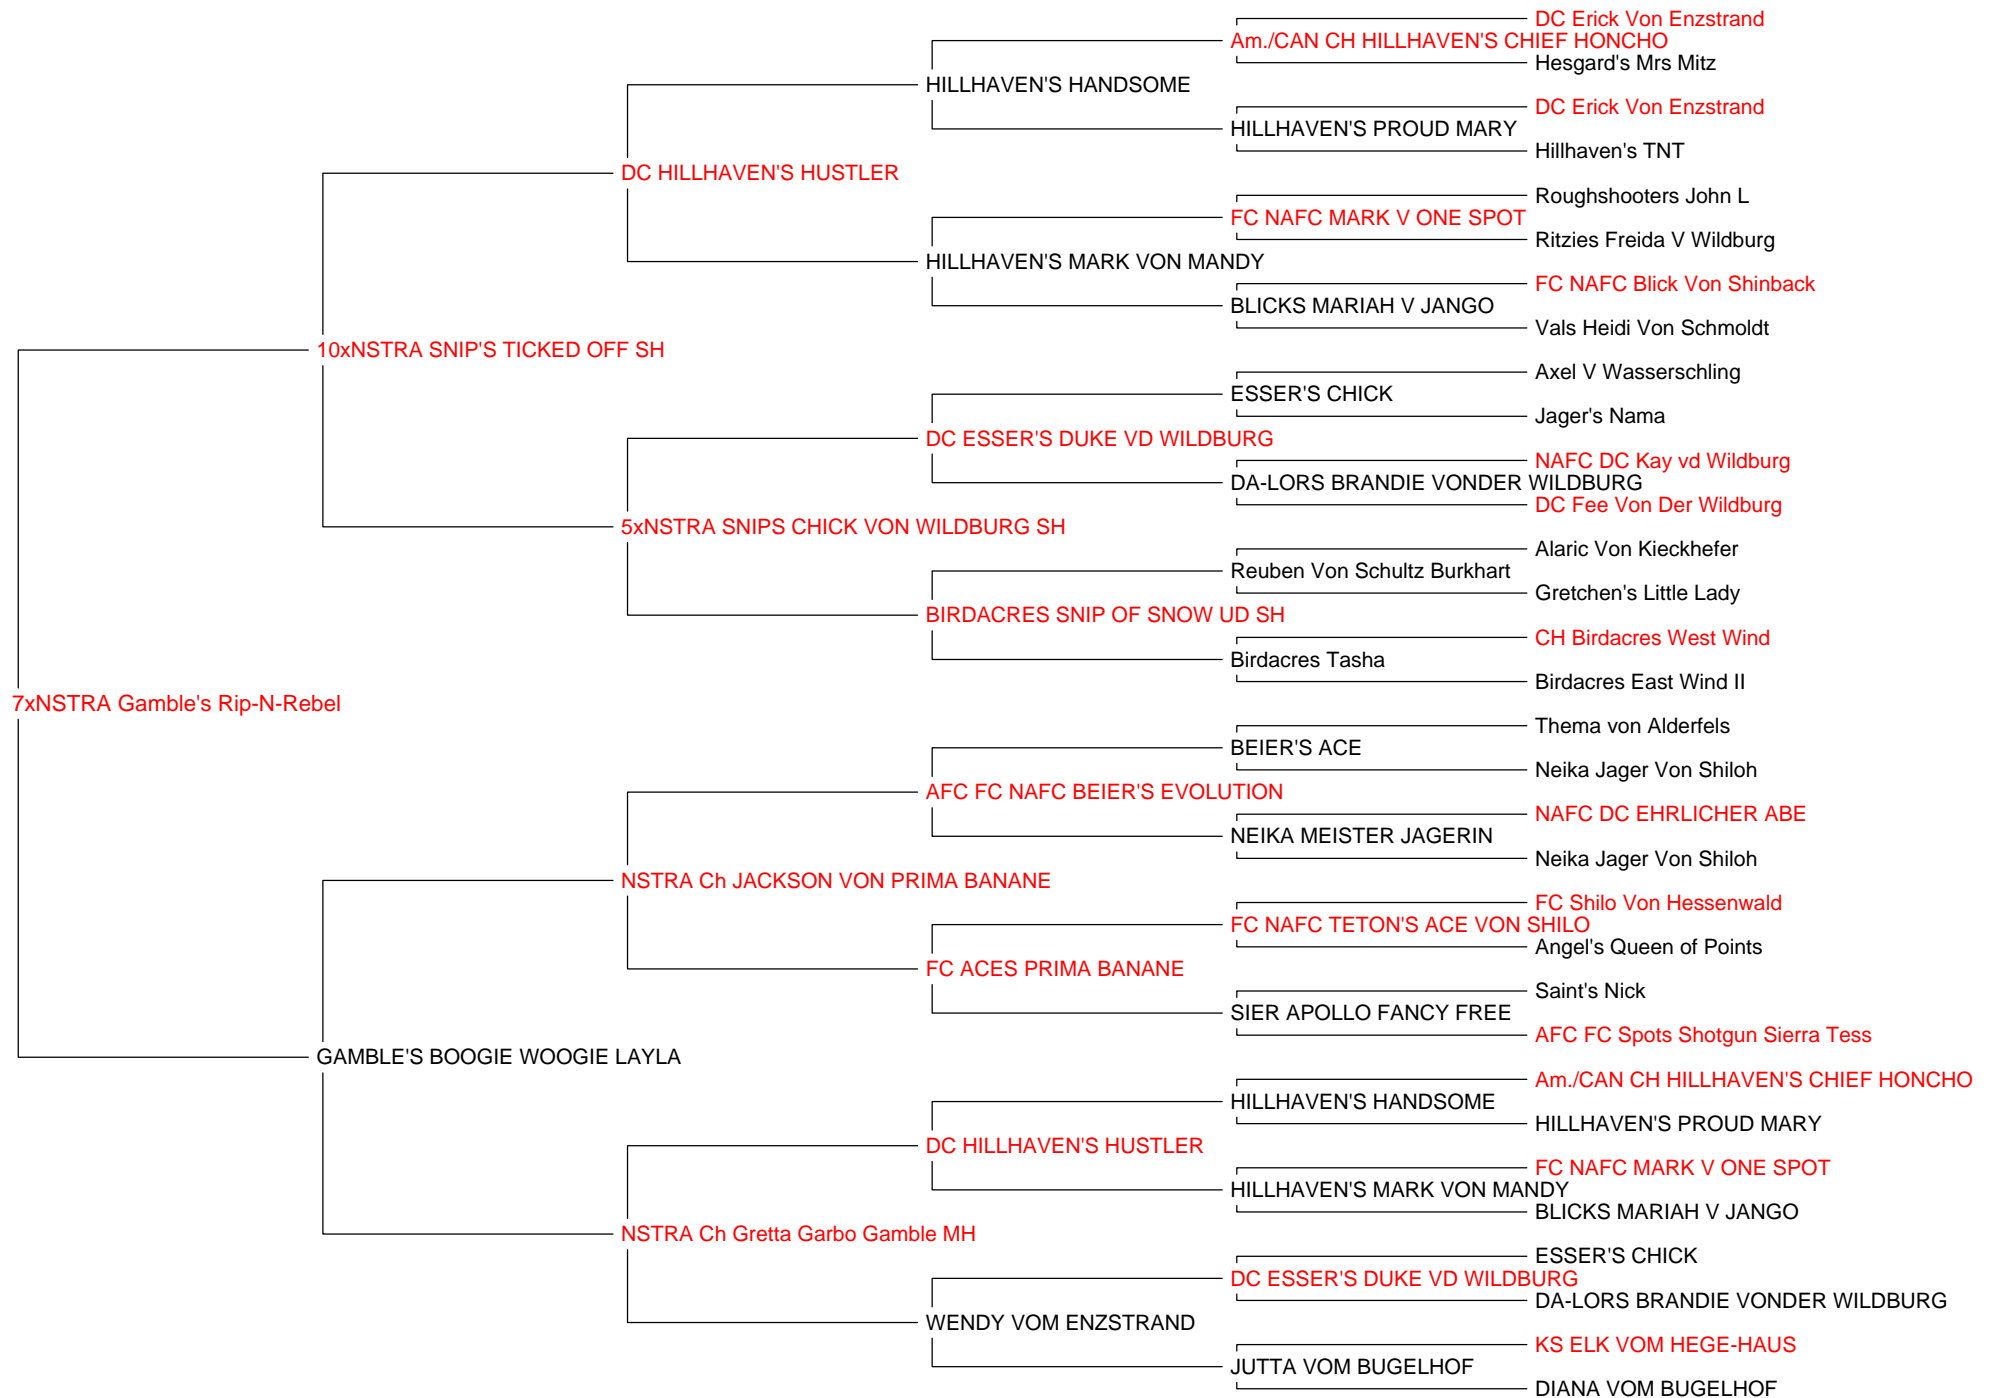 DC Erick Von Enzstrand
Am./CAN CH HILLHAVEN'S CHIEF HONCHO
Hesgard's Mrs Mitz
HILLHAVEN'S HANDSOME
DC Erick Von Enzstrand
HILLHAVEN'S PROUD MARY
Hillhaven's TNT
DC HILLHAVEN'S HUSTLER
Roughshooters John L
FC NAFC MARK V ONE SPOT
Ritzies Freida V Wildburg
HILLHAVEN'S MARK VON MANDY
FC NAFC Blick Von Shinback
BLICKS MARIAH V JANGO
Vals Heidi Von Schmoldt
10xNSTRA SNIP'S TICKED OFF SH
Axel V Wasserschling
ESSER'S CHICK
Jager's Nama
DC ESSER'S DUKE VD WILDBURG
NAFC DC Kay vd Wildburg
DA-LORS BRANDIE VONDER WILDBURG
DC Fee Von Der Wildburg
5xNSTRA SNIPS CHICK VON WILDBURG SH
Alaric Von Kieckhefer
Reuben Von Schultz Burkhart
Gretchen's Little Lady
BIRDACRES SNIP OF SNOW UD SH
CH Birdacres West Wind
Birdacres Tasha
Birdacres East Wind II
7xNSTRA Gamble's Rip-N-Rebel
Thema von Alderfels
BEIER'S ACE
Neika Jager Von Shiloh
AFC FC NAFC BEIER'S EVOLUTION
NAFC DC EHRLICHER ABE
NEIKA MEISTER JAGERIN
Neika Jager Von Shiloh
NSTRA Ch JACKSON VON PRIMA BANANE
FC Shilo Von Hessenwald
FC NAFC TETON'S ACE VON SHILO
Angel's Queen of Points
FC ACES PRIMA BANANE
Saint's Nick
SIER APOLLO FANCY FREE
AFC FC Spots Shotgun Sierra Tess
GAMBLE'S BOOGIE WOOGIE LAYLA
Am./CAN CH HILLHAVEN'S CHIEF HONCHO
HILLHAVEN'S HANDSOME
HILLHAVEN'S PROUD MARY
DC HILLHAVEN'S HUSTLER
FC NAFC MARK V ONE SPOT
HILLHAVEN'S MARK VON MANDY
BLICKS MARIAH V JANGO
NSTRA Ch Gretta Garbo Gamble MH
ESSER'S CHICK
DC ESSER'S DUKE VD WILDBURG
DA-LORS BRANDIE VONDER WILDBURG
WENDY VOM ENZSTRAND
KS ELK VOM HEGE-HAUS
JUTTA VOM BUGELHOF
DIANA VOM BUGELHOF